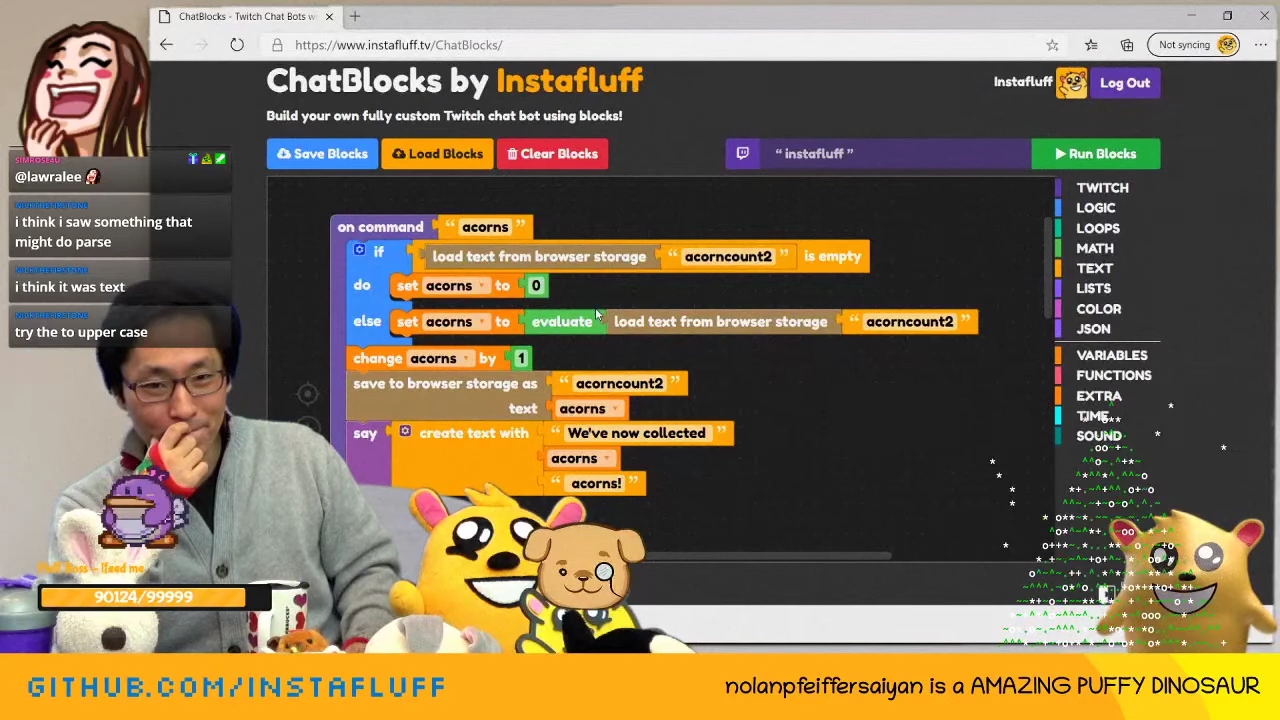 ChatBlocks - Twitch Chat Bots w
Not syncing
https://www.instafluff.tv/ChatBlocks/
ChatBlocks by Instafluff
Instafluff
Log Out
Build your own fully custom Twitch chat bot using blocks!
Save Blocks
Load Blocks
Clear Blocks
“ instafluff ”
Run Blocks
SIMROSE4U
@lawralee
i think i saw something that
might do parse
i think it was text
try the to upper case
on command “ acorns ”
if load text from browser storage “ acorncount2 ” is empty
do set acorns to 0
else set acorns to evaluate load text from browser storage “ acorncount2 ”
change acorns by 1
save to browser storage as “ acorncount2 ”
text acorns
say create text with “ We've now collected ”
acorns
“ acorns! ”
TWITCH
LOGIC
LOOPS
MATH
TEXT
LISTS
COLOR
JSON
VARIABLES
FUNCTIONS
EXTRA
TIME
SOUND
90124/99999
GITHUB.COM/INSTAFLUFF
nolanpfeiffersaiyan is a AMAZING PUFFY DINOSAUR